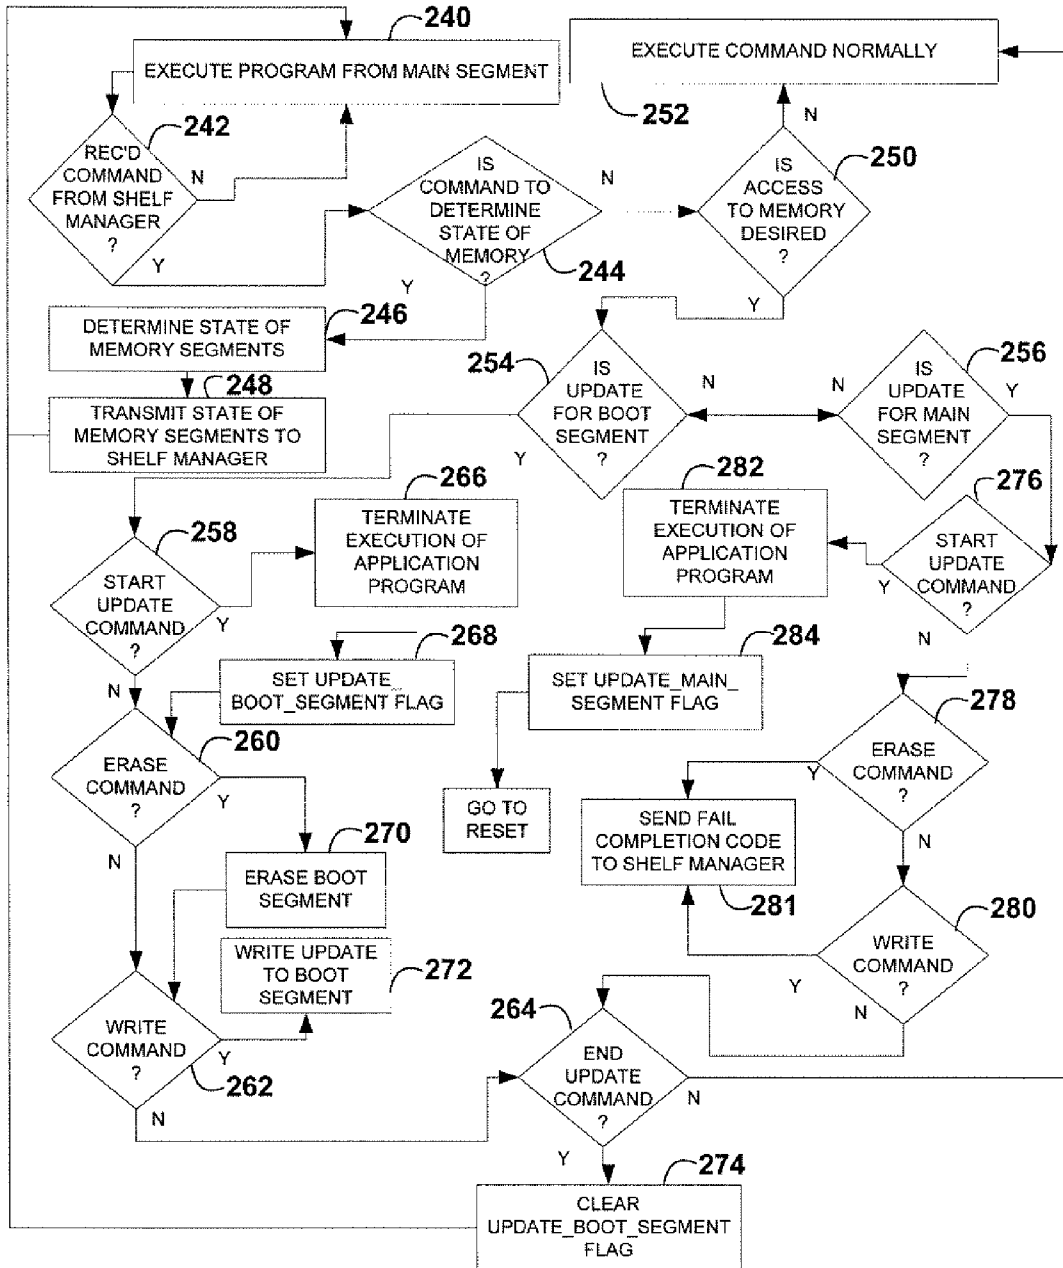 240
EXECUTE PROGRAM FROM MAIN SEGMENT
EXECUTE COMMAND NORMALLY
252
242
REC'D
COMMAND
FROM SHELF
MANAGER
?
N
Y
IS
COMMAND TO
DETERMINE
STATE OF
MEMORY
?
N
Y
244
IS
ACCESS
TO MEMORY
DESIRED
?
N
Y
250
246
DETERMINE STATE OF
MEMORY SEGMENTS
248
TRANSMIT STATE OF
MEMORY SEGMENTS TO
SHELF MANAGER
254
IS
UPDATE
FOR BOOT
SEGMENT
?
N
Y
256
IS
UPDATE
FOR MAIN
SEGMENT
?
N
Y
266
TERMINATE
EXECUTION OF
APPLICATION
PROGRAM
282
TERMINATE
EXECUTION OF
APPLICATION
PROGRAM
276
START
UPDATE
COMMAND
?
Y
N
258
START
UPDATE
COMMAND
?
Y
N
268
SET UPDATE_
BOOT_SEGMENT FLAG
284
SET UPDATE_MAIN_
SEGMENT FLAG
260
ERASE
COMMAND
?
Y
N
GO TO
RESET
278
ERASE
COMMAND
?
Y
N
SEND FAIL
COMPLETION CODE
TO SHELF MANAGER
281
270
ERASE BOOT
SEGMENT
280
WRITE
COMMAND
?
Y
N
272
WRITE UPDATE
TO BOOT
SEGMENT
WRITE
COMMAND
?
Y
N
262
264
END
UPDATE
COMMAND
?
N
Y
274
CLEAR
UPDATE_BOOT_SEGMENT
FLAG